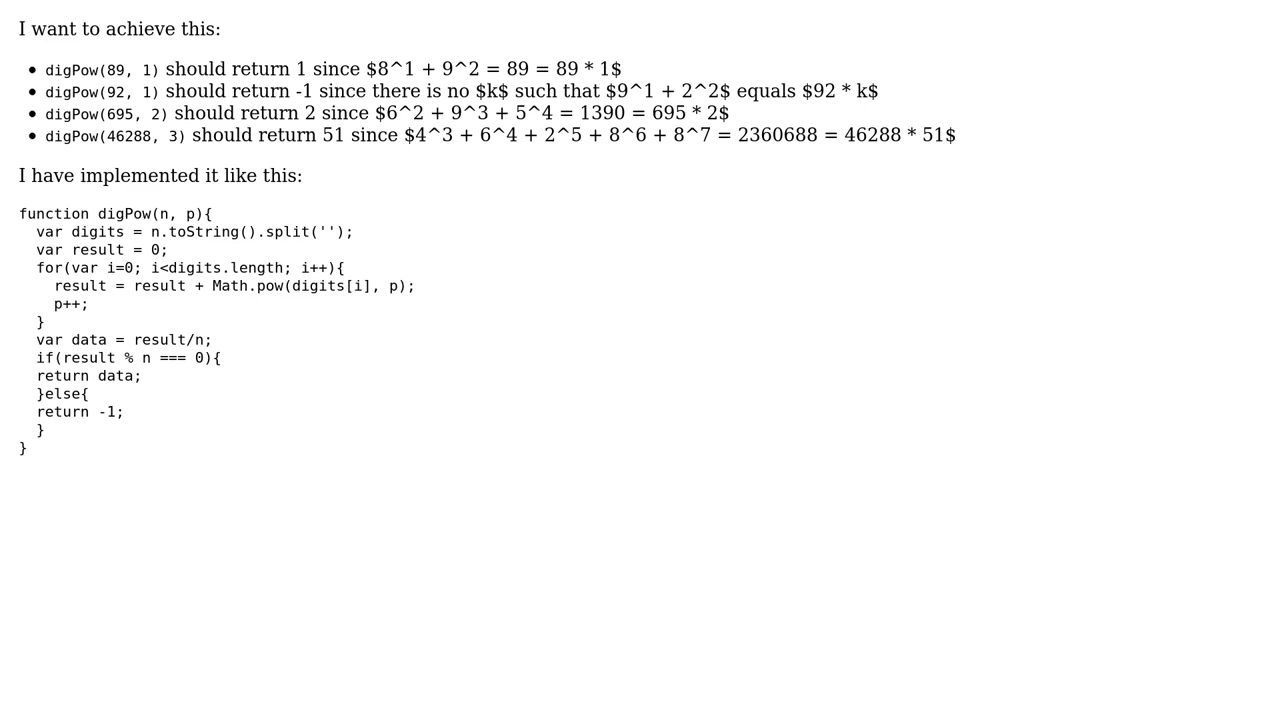 I want to achieve this:
• digPow(89, 1) should return 1 since $8^1 + 9^2 = 89 = 89 * 1$
• digPow(92, 1) should return -1 since there is no $k$ such that $9^1 + 2^2$ equals $92 * k$
• digPow(695, 2) should return 2 since $6^2 + 9^3 + 5^4 = 1390 = 695 * 2$
• digPow(46288, 3) should return 51 since $4^3 + 6^4 + 2^5 + 8^6 + 8^7 = 2360688 = 46288 * 51$
I have implemented it like this:
function digPow(n, p){
  var digits = n.toString().split('');
  var result = 0;
  for(var i=0; i<digits.length; i++){
    result = result + Math.pow(digits[i], p);
    p++;
  }
  var data = result/n;
  if(result % n === 0){
  return data;
  }else{
  return -1;
  }
}